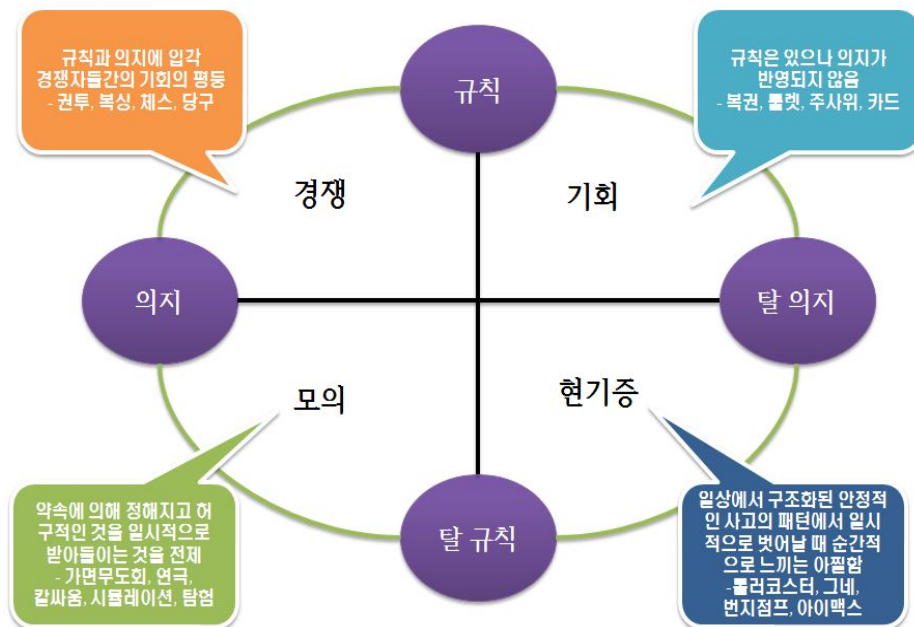 규칙과 의지에 입각
경쟁자들간의 기회의 평등
- 권투, 복싱, 체스, 당구
규칙
규칙은 있으나 의지가
반영되지 않음
- 복권, 룰렛, 주사위, 카드
경쟁
기회
의지
탈 의지
모의
현기증
약속에 의해 정해지고 허
구적인 것을 일시적으로
받아들이는 것을 전제
- 가면무도회, 연극,
칼싸움, 시뮬레이션, 탐험
탈 규칙
일상에서 구조화된 안정적
인 사고의 패턴에서 일시
적으로 벗어날 때 순간적
으로 느끼는 아찔함
-롤러코스터, 그네,
번지점프, 아이맥스